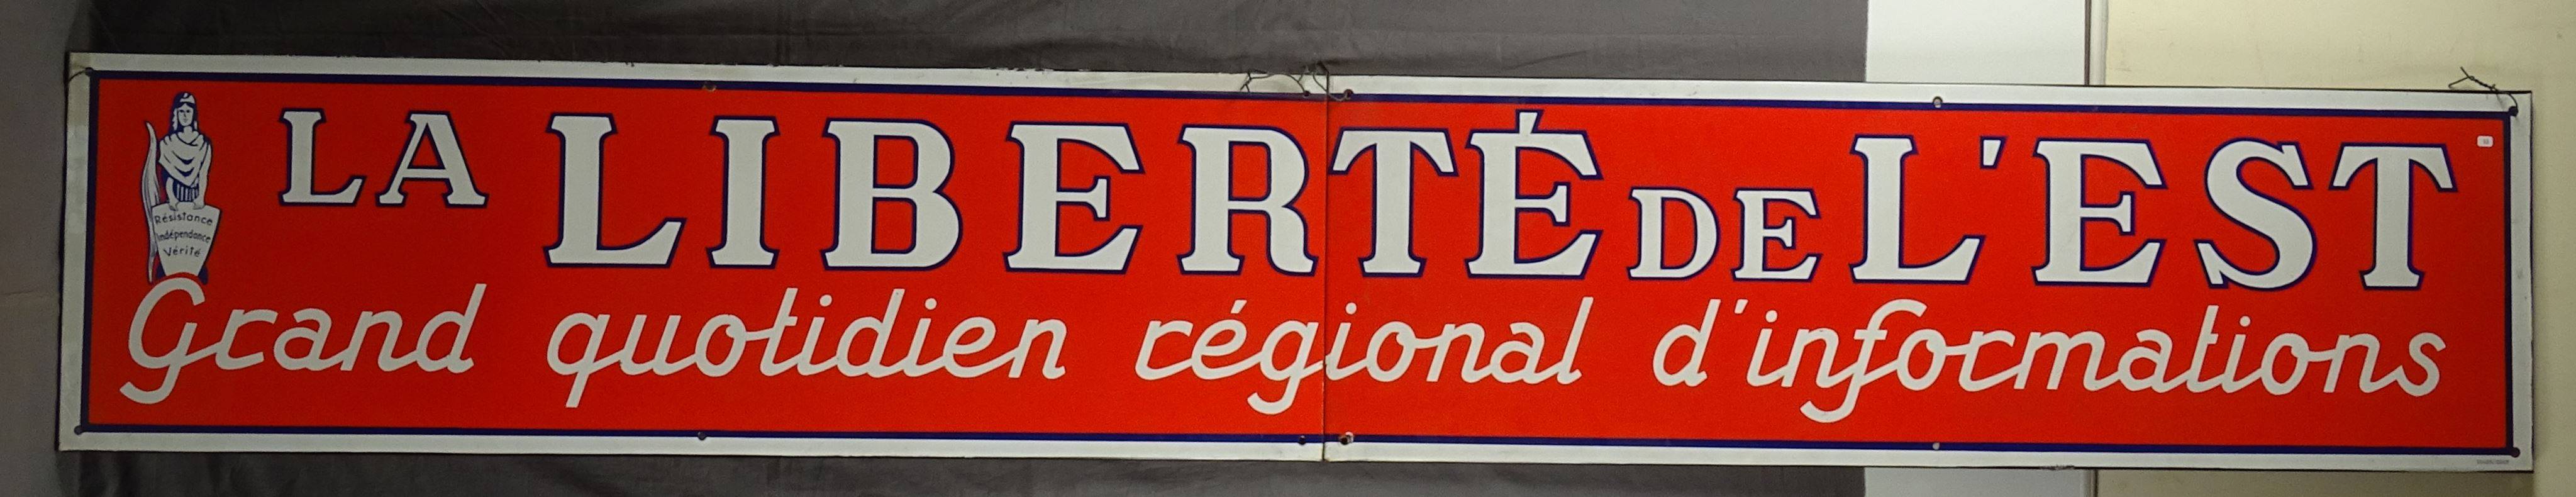 LA LIBERTÉ DE L'EST
Résistance
Indépendance
Vérité
Grand quotidien régional d'informations